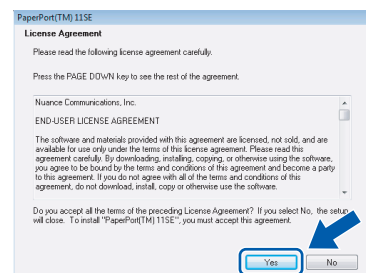 PaperPort(TM) 11SE
License Agreement
Please read the following license agreement carefully.
Press the PAGE DOWN key to see the rest of the agreement.
Nuance Communications, Inc.
END-USER LICENSE AGREEMENT
The software and materials provided with this agreement are licensed, not sold, and are
available for use only under the terms of this license agreement. Please read this
agreement carefully. By downloading, installing, copying, or otherwise using the software,
you agree to be bound by the terms and conditions of this agreement and become a party
to this agreement. If you do not agree with all of the terms and conditions of this
agreement, do not download, install, copy or otherwise use the software.
Do you accept all the terms of the preceding License Agreement? If you select No, the setup
will close. To install "PaperPort(TM) 11SE", you must accept this agreement.
Yes
No